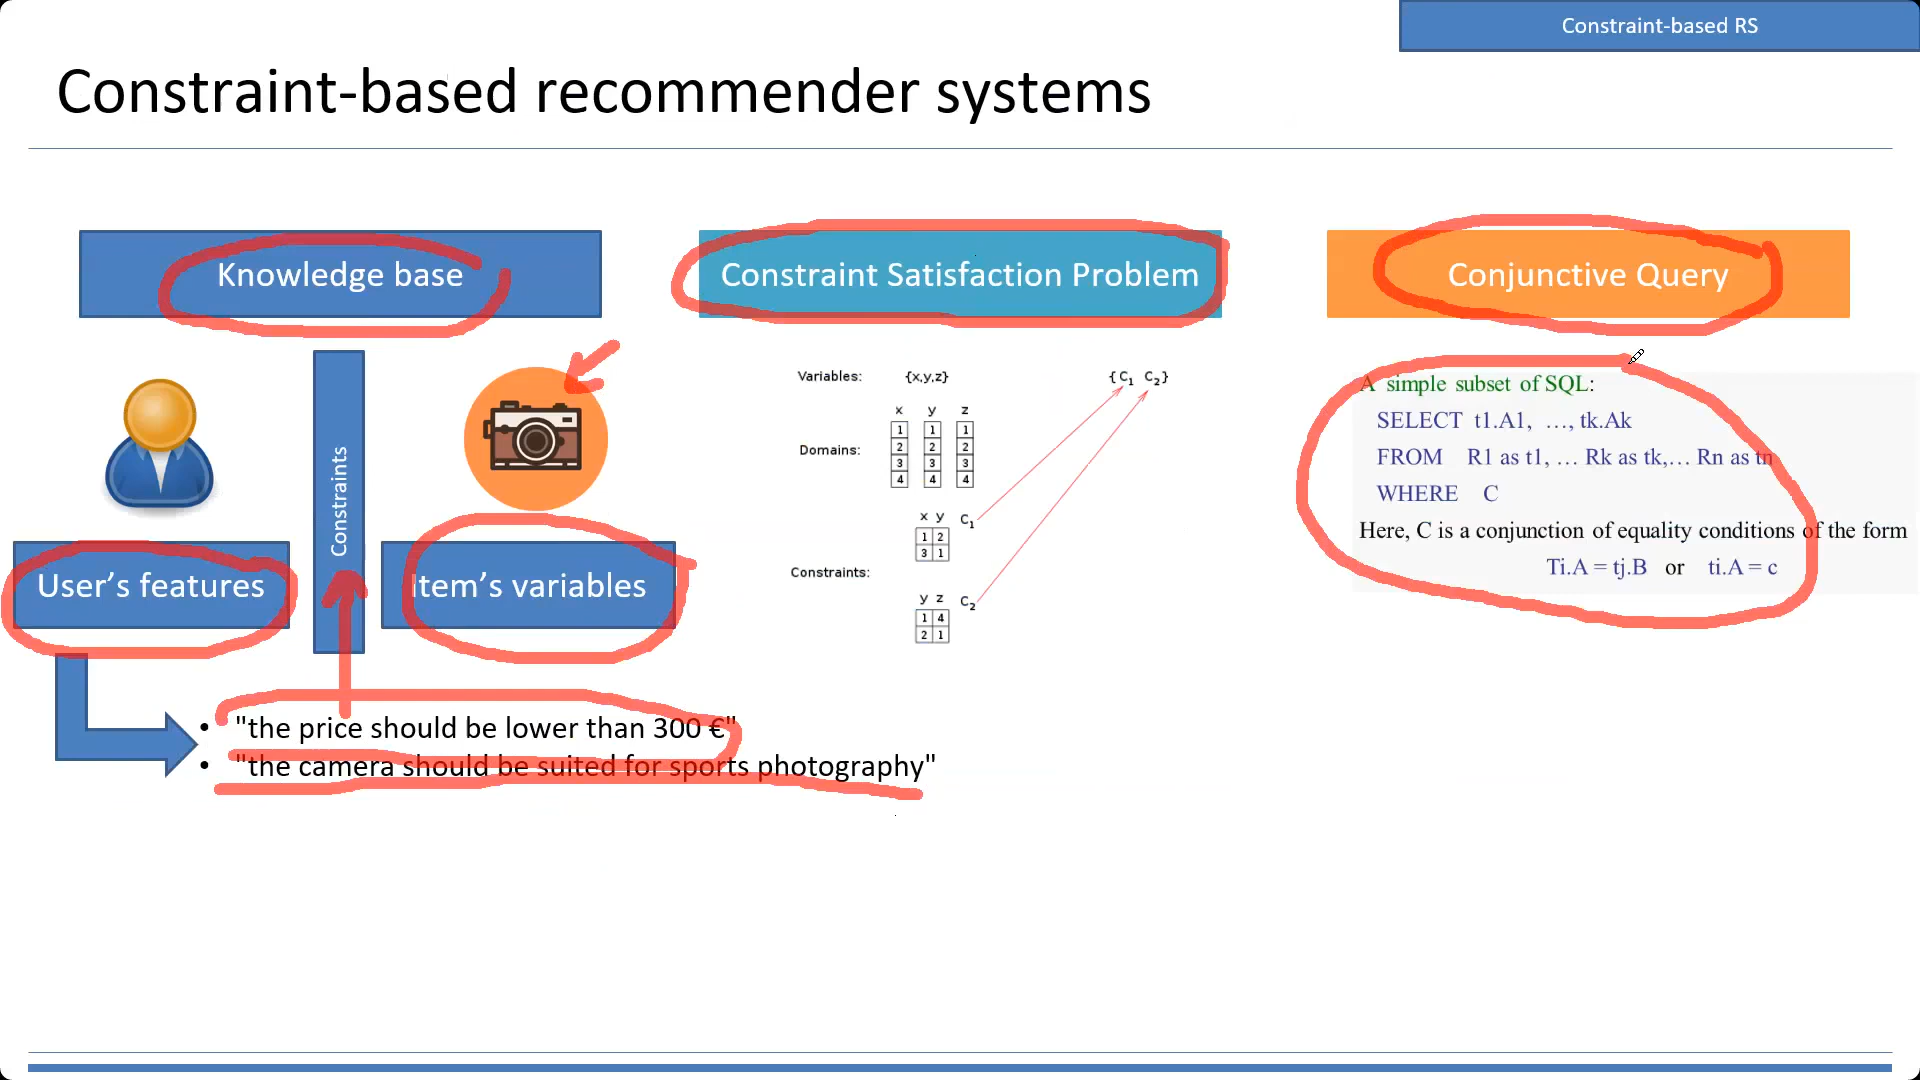 Constraint-based RS
Constraint-based recommender systems
Knowledge base
Constraints
User's features
Item's variables
• "the price should be lower than 300 €"
• "the camera should be suited for sports photography"
Constraint Satisfaction Problem
Variables: {x,y,z} {C1 C2}
x y z
Domains:
1 1 1
2 2 2
3 3 3
4 4 4
x y C1
1 2
3 1
Constraints:
y z C2
1 4
2 1
Conjunctive Query
A simple subset of SQL:
SELECT t1.A1, …, tk.Ak
FROM R1 as t1, … Rk as tk,… Rn as tn
WHERE C
Here, C is a conjunction of equality conditions of the form
Ti.A = tj.B or ti.A = c